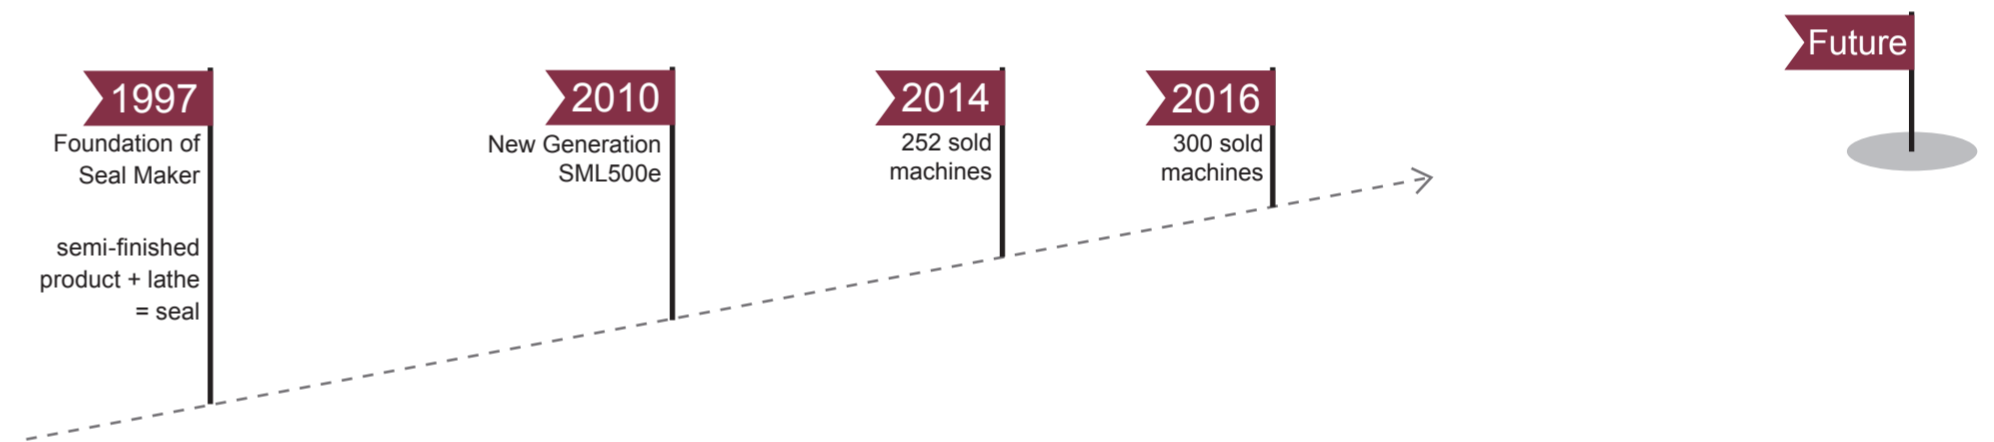 1997
Foundation of
Seal Maker
semi-finished
product + lathe
= seal
2010
New Generation
SML500e
2014
252 sold
machines
2016
300 sold
machines
Future